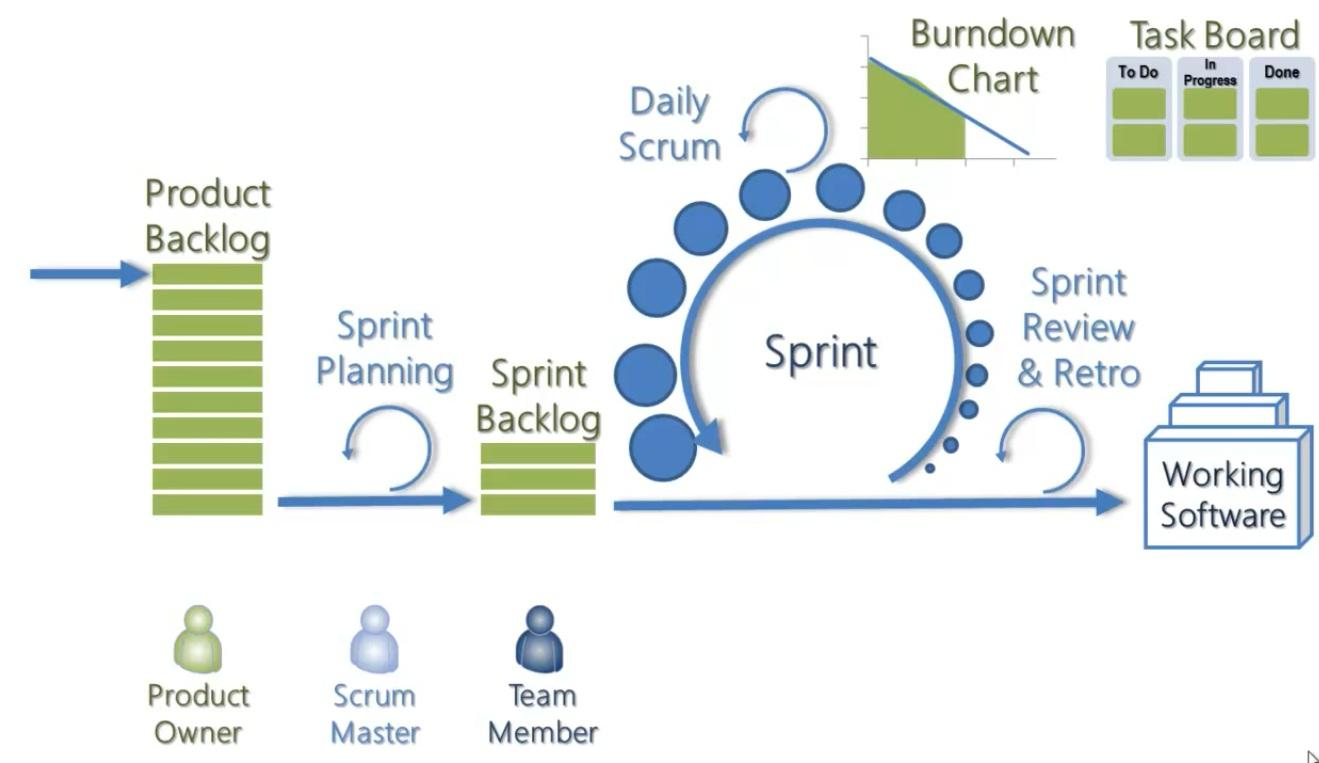 Burndown
Chart
Task Board
To Do
In
Progress
Done
Daily
Scrum
Product
Backlog
Sprint
Planning
Sprint
Backlog
Sprint
Sprint
Review
& Retro
Working
Software
Product
Owner
Scrum
Master
Team
Member